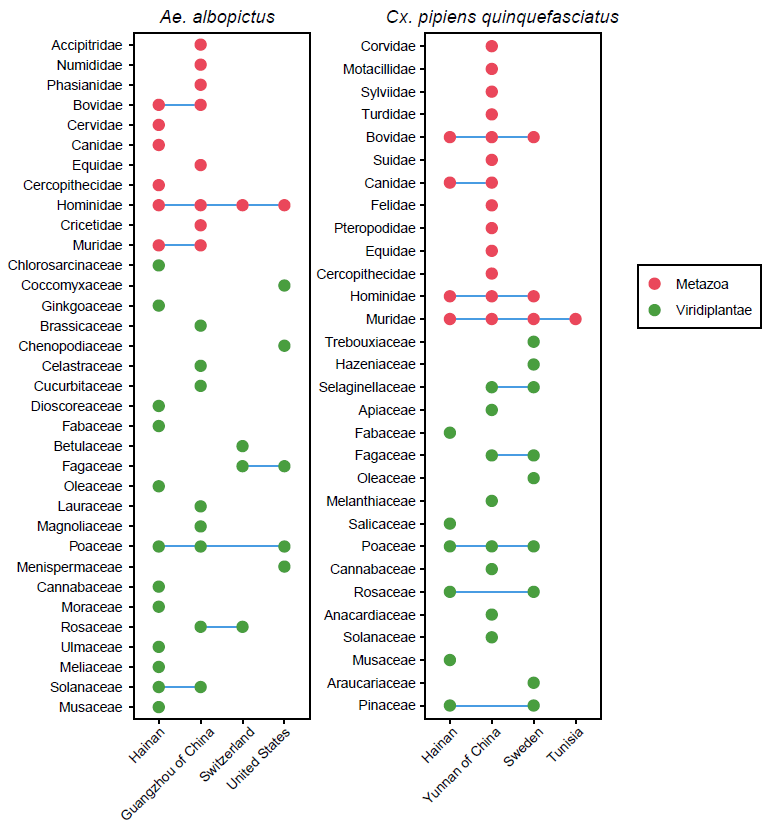 Ae. albopictus
Accipitridae
Numididae
Phasianidae
Bovidae
Cervidae
Canidae
Equidae
Cercopithecidae
Hominidae
Cricetidae
Muridae
Chlorosarcinaceae
Coccomyxaceae
Ginkgoaceae
Brassicaceae
Chenopodiaceae
Celastraceae
Cucurbitaceae
Dioscoreaceae
Fabaceae
Betulaceae
Fagaceae
Oleaceae
Lauraceae
Magnoliaceae
Poaceae
Menispermaceae
Cannabaceae
Moraceae
Rosaceae
Ulmaceae
Meliaceae
Solanaceae
Musaceae
Hainan
Guangzhou of China
Switzerland
United States
Cx. pipiens quinquefasciatus
Corvidae
Motacillidae
Sylviidae
Turdidae
Bovidae
Suidae
Canidae
Felidae
Pteropodidae
Equidae
Cercopithecidae
Hominidae
Muridae
Trebouxiaceae
Hazeniaceae
Selaginellaceae
Apiaceae
Fabaceae
Fagaceae
Oleaceae
Melanthiaceae
Salicaceae
Poaceae
Cannabaceae
Rosaceae
Anacardiaceae
Solanaceae
Musaceae
Araucariaceae
Pinaceae
Hainan
Yunnan of China
Sweden
Tunisia
Metazoa
Viridiplantae